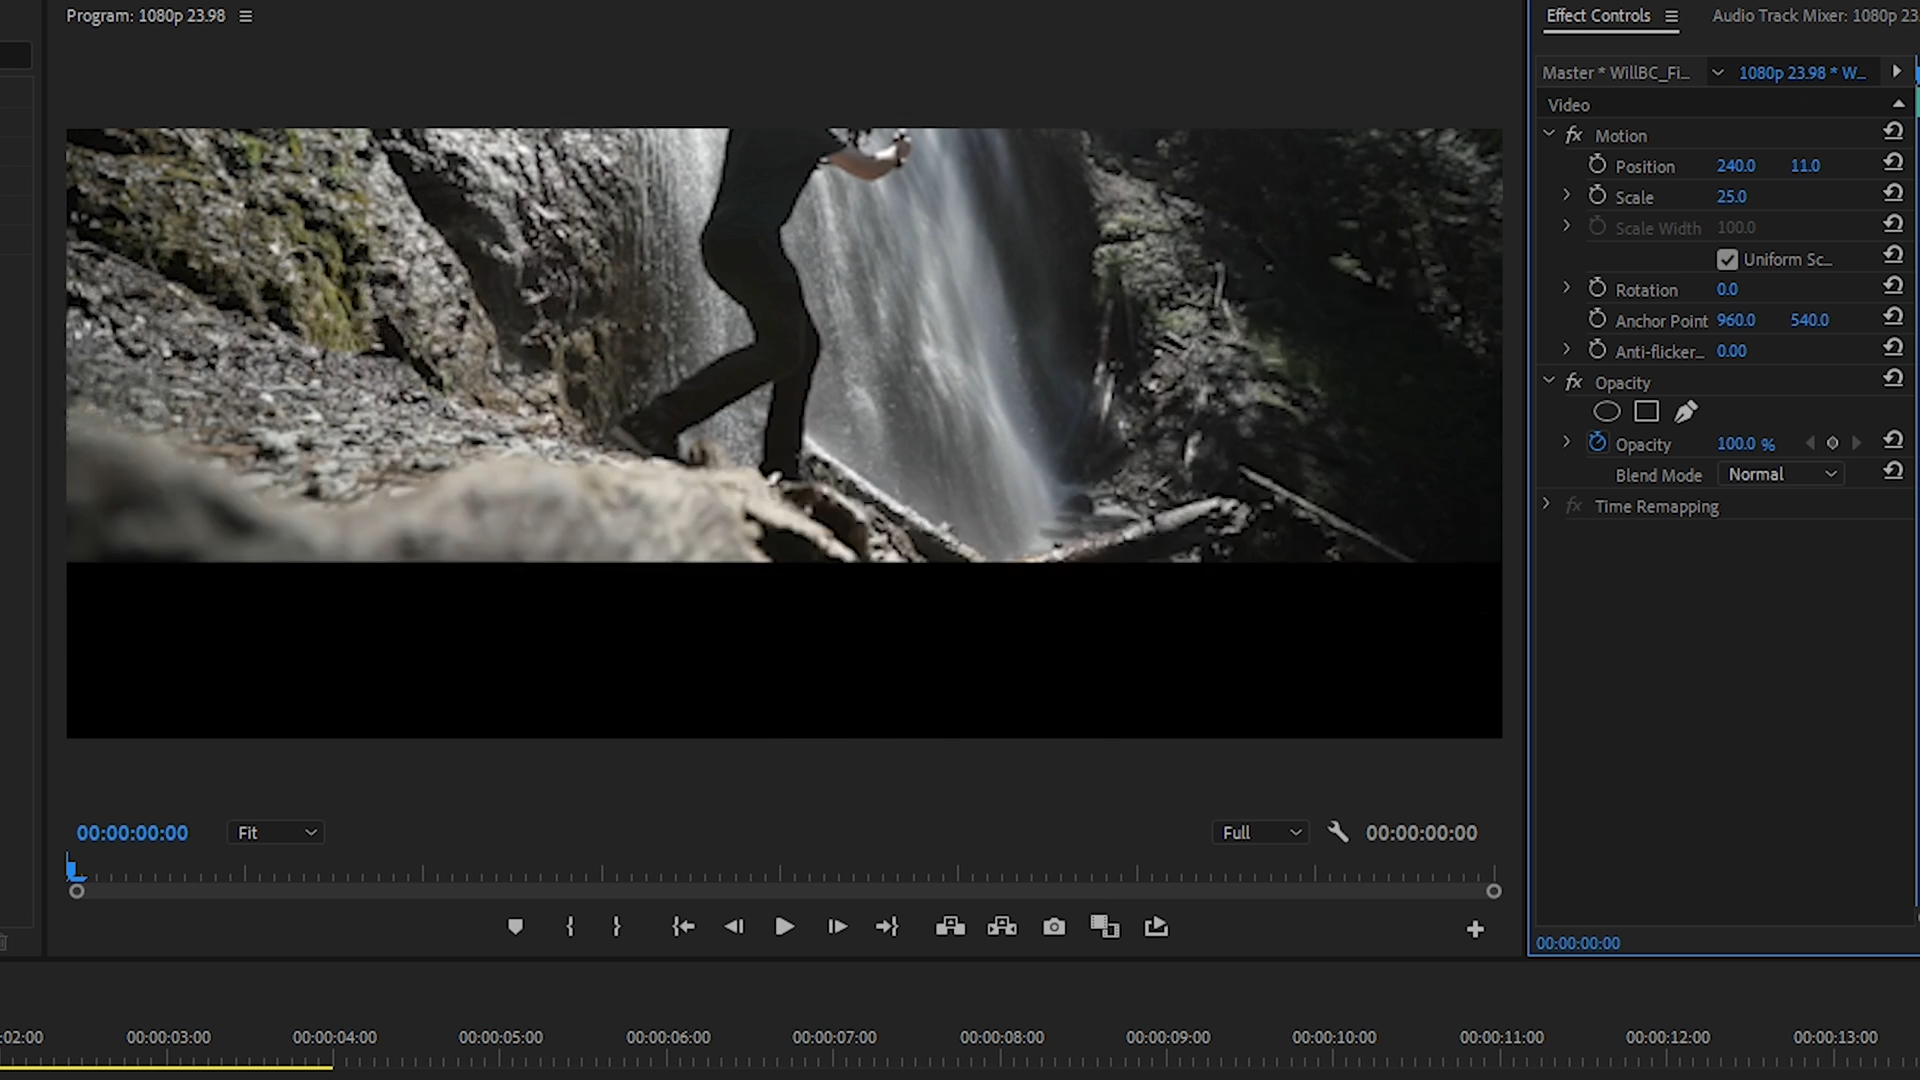 Program: 1080p 23.98
Effect Controls
Audio Track Mixer: 1080p 23
Master * WillBC_Fi...
1080p 23.98 * W...
Video
fx Motion
Position 240.0 11.0
Scale 25.0
Scale Width 100.0
Uniform Sc...
Rotation 0.0
Anchor Point 960.0 540.0
Anti-flicker... 0.00
fx Opacity
Opacity 100.0 %
Blend Mode Normal
fx Time Remapping
00:00:00:00
Fit
Full
00:00:00:00
00:00:00:00
:02:00
00:00:03:00
00:00:04:00
00:00:05:00
00:00:06:00
00:00:07:00
00:00:08:00
00:00:09:00
00:00:10:00
00:00:11:00
00:00:12:00
00:00:13:00